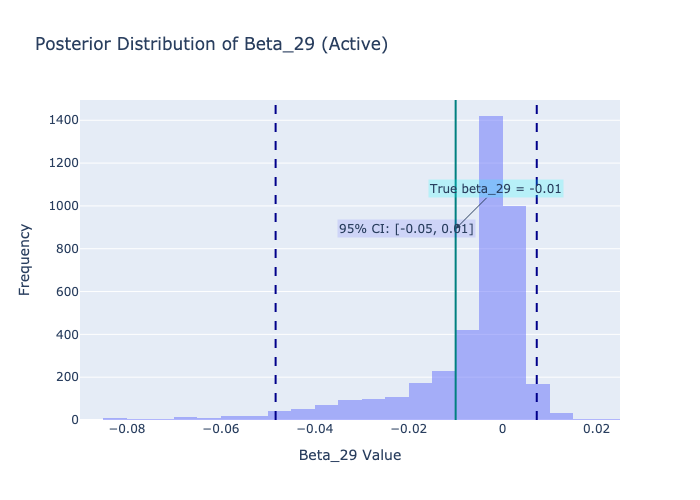 Posterior Distribution of Beta_29 (Active)
1400
1200
1000
800
600
400
200
0
Frequency
True beta_29 = -0.01
95% CI: [-0.05, 0.01]
−0.08
−0.06
−0.04
−0.02
0
0.02
Beta_29 Value